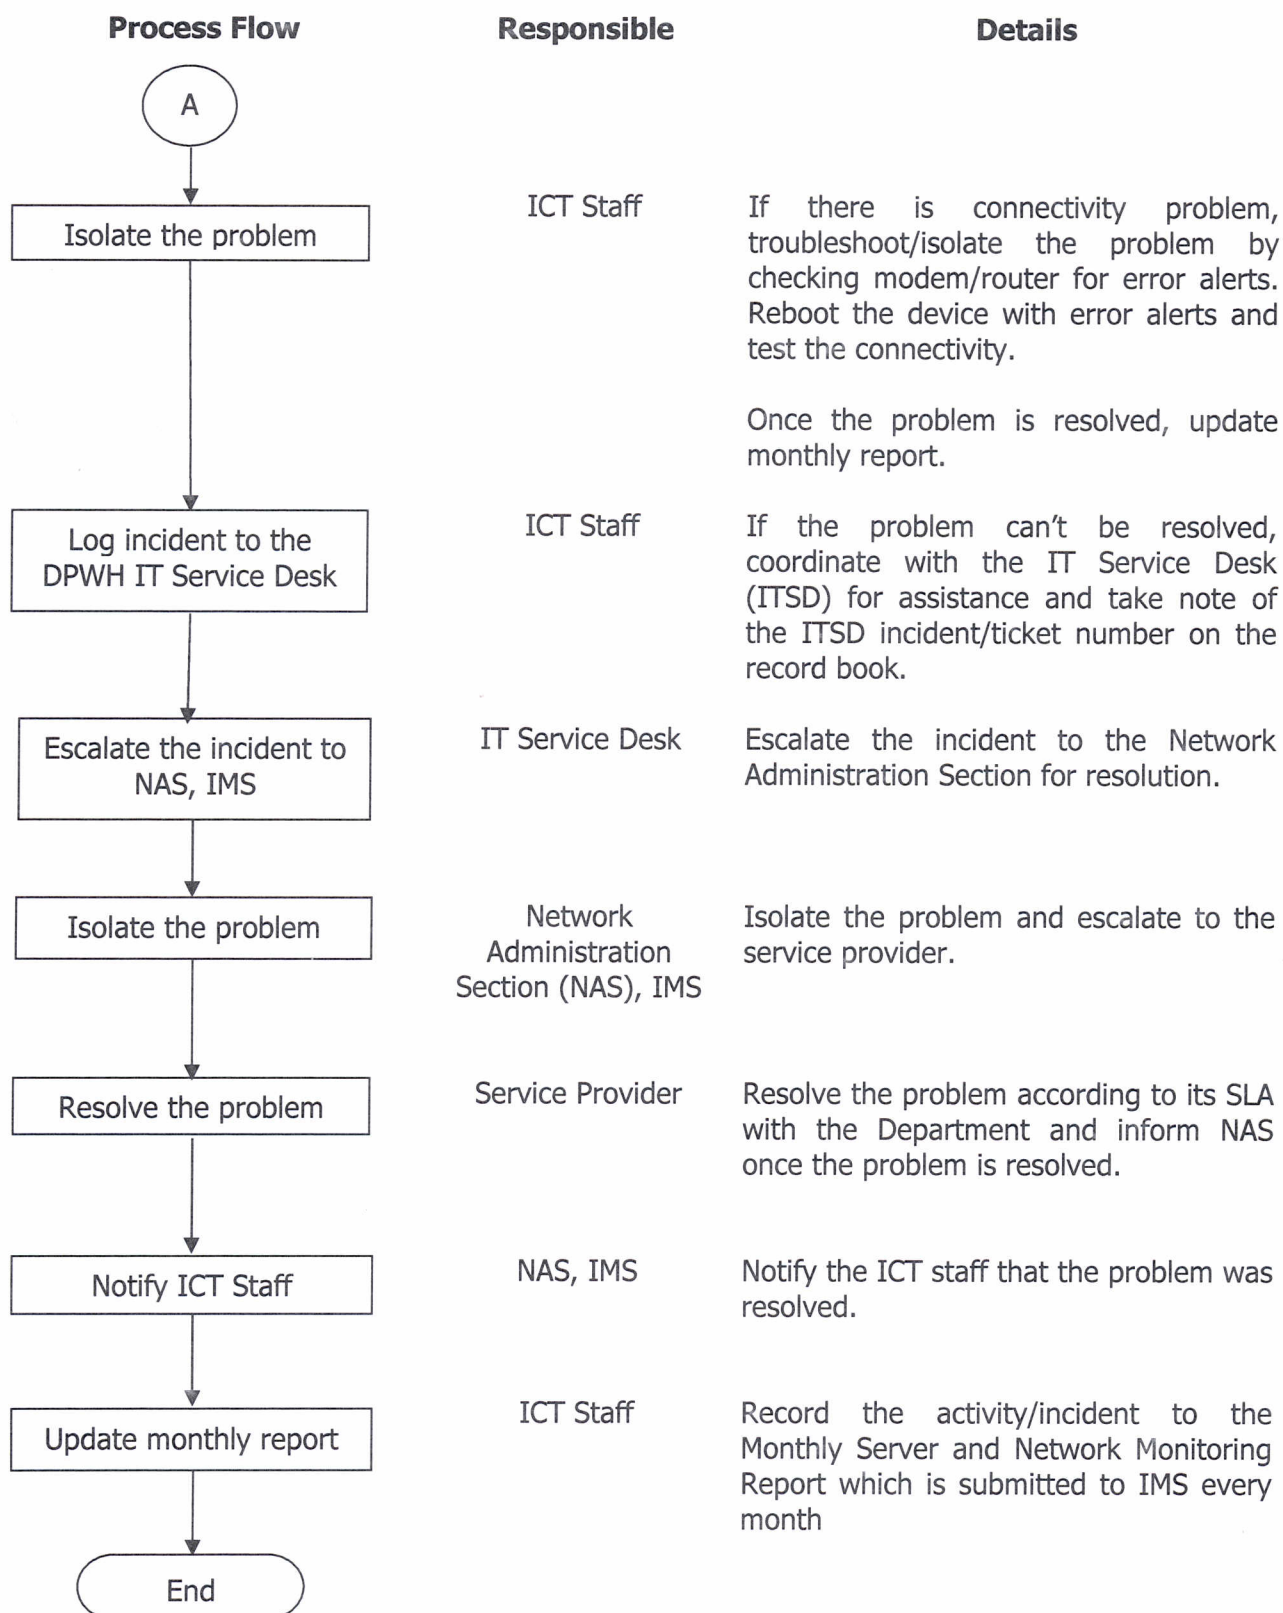 Process Flow Responsible Details
A
Isolate the problem
ICT Staff
If there is connectivity problem,
troubleshoot/isolate the problem by
checking modem/router for error alerts.
Reboot the device with error alerts and
test the connectivity.
Once the problem is resolved, update
monthly report.
Log incident to the
DPWH IT Service Desk
ICT Staff
If the problem can't be resolved,
coordinate with the IT Service Desk
(ITSD) for assistance and take note of
the ITSD incident/ticket number on the
record book.
Escalate the incident to
NAS, IMS
IT Service Desk
Escalate the incident to the Network
Administration Section for resolution.
Isolate the problem
Network
Administration
Section (NAS), IMS
Isolate the problem and escalate to the
service provider.
Resolve the problem
Service Provider
Resolve the problem according to its SLA
with the Department and inform NAS
once the problem is resolved.
Notify ICT Staff
NAS, IMS
Notify the ICT staff that the problem was
resolved.
Update monthly report
ICT Staff
Record the activity/incident to the
Monthly Server and Network Monitoring
Report which is submitted to IMS every
month
End